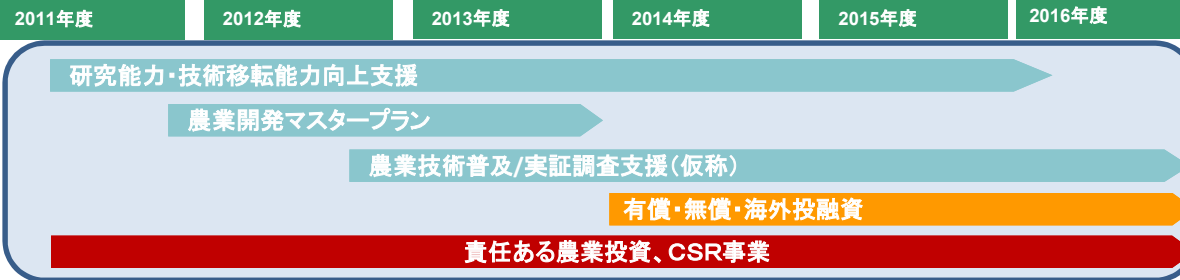 2011年度 2012年度 2013年度 2014年度 2015年度 2016年度
研究能力・技術移転能力向上支援
農業開発マスタープラン
農業技術普及/実証調査支援(仮称)
有償・無償・海外投融資
責任ある農業投資、CSR事業